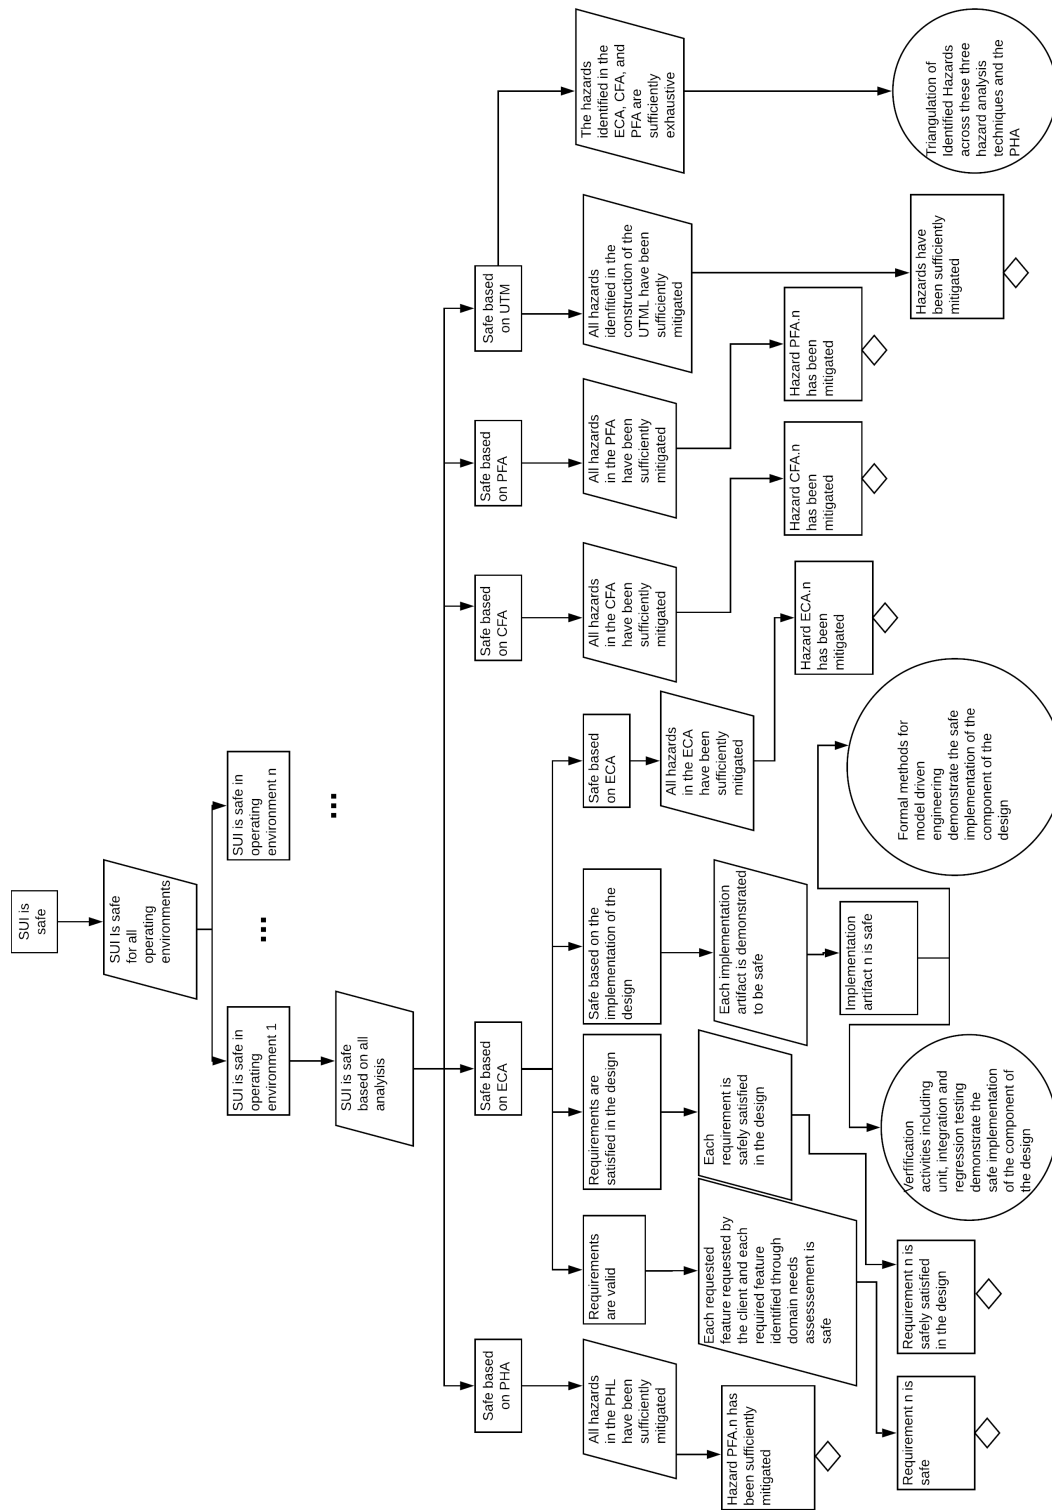 SUI is
safe
SUI Is safe
for all
operating
environments
SUI is safe in
operating
environment 1
...
SUI is safe in
operating
environment n
...
SUI is safe
based on all
analyisis
Safe based
on PHA
Safe based
on ECA
Safe based
on CFA
Safe based
on PFA
Safe based
on UTM
All hazards
in the PHL
have been
sufficiently
mitigated
Requirements
are valid
Requirements are
satisfied in the design
Safe based on the
implementation of the
design
Safe based
on ECA
All hazards
in the CFA
have been
sufficiently
mitigated
All hazards
in the PFA
have been
sufficiently
mitigated
All hazards
idenfitied in the
construction of the
UTML have been
sufficiently
mitigated
The hazards
identified in the
ECA, CFA, and
PFA are
sufficiently
exhaustive
Hazard PFA.n has
been sufficiently
mitigated
Each requested
feature requested by
the client and each
required feature
identified through
domain needs
assesssement is
safe
Each
requirement is
safely satisfied
in the design
Each implementation
artifact is demonstrated
to be safe
All hazards
in the ECA
have been
sufficiently
mitigated
Hazard ECA.n
has been
mitigated
Hazard CFA.n
has been
mitigated
Hazard PFA.n
has been
mitigated
Hazards have
been sufficiently
mitigated
Triangulation of
Identified Hazards
across these three
hazard analysis
techniques and the
PHA
Requirement n is
safe
Requirement n is
safely satisfied
in the design
Implementation
artifact n is safe
Verfification
activities including
unit, integration and
regression testing
demonstrate the
safe implementation
of the component of
the design
Formal methods for
model driven
engineering
demonstrate the safe
implementation of the
component of the
design